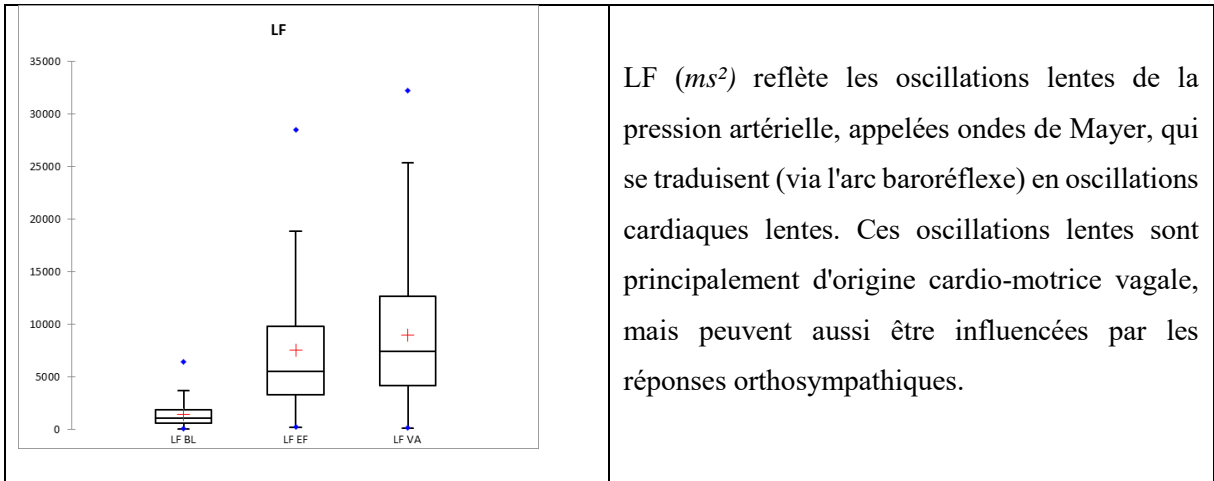 LF
35000
30000
25000
20000
15000
10000
5000
0
LF BL
LF EF
LF VA
LF (ms²) reflète les oscillations lentes de la
pression artérielle, appelées ondes de Mayer, qui
se traduisent (via l'arc baroréflexe) en oscillations
cardiaques lentes. Ces oscillations lentes sont
principalement d'origine cardio-motrice vagale,
mais peuvent aussi être influencées par les
réponses orthosympathiques.